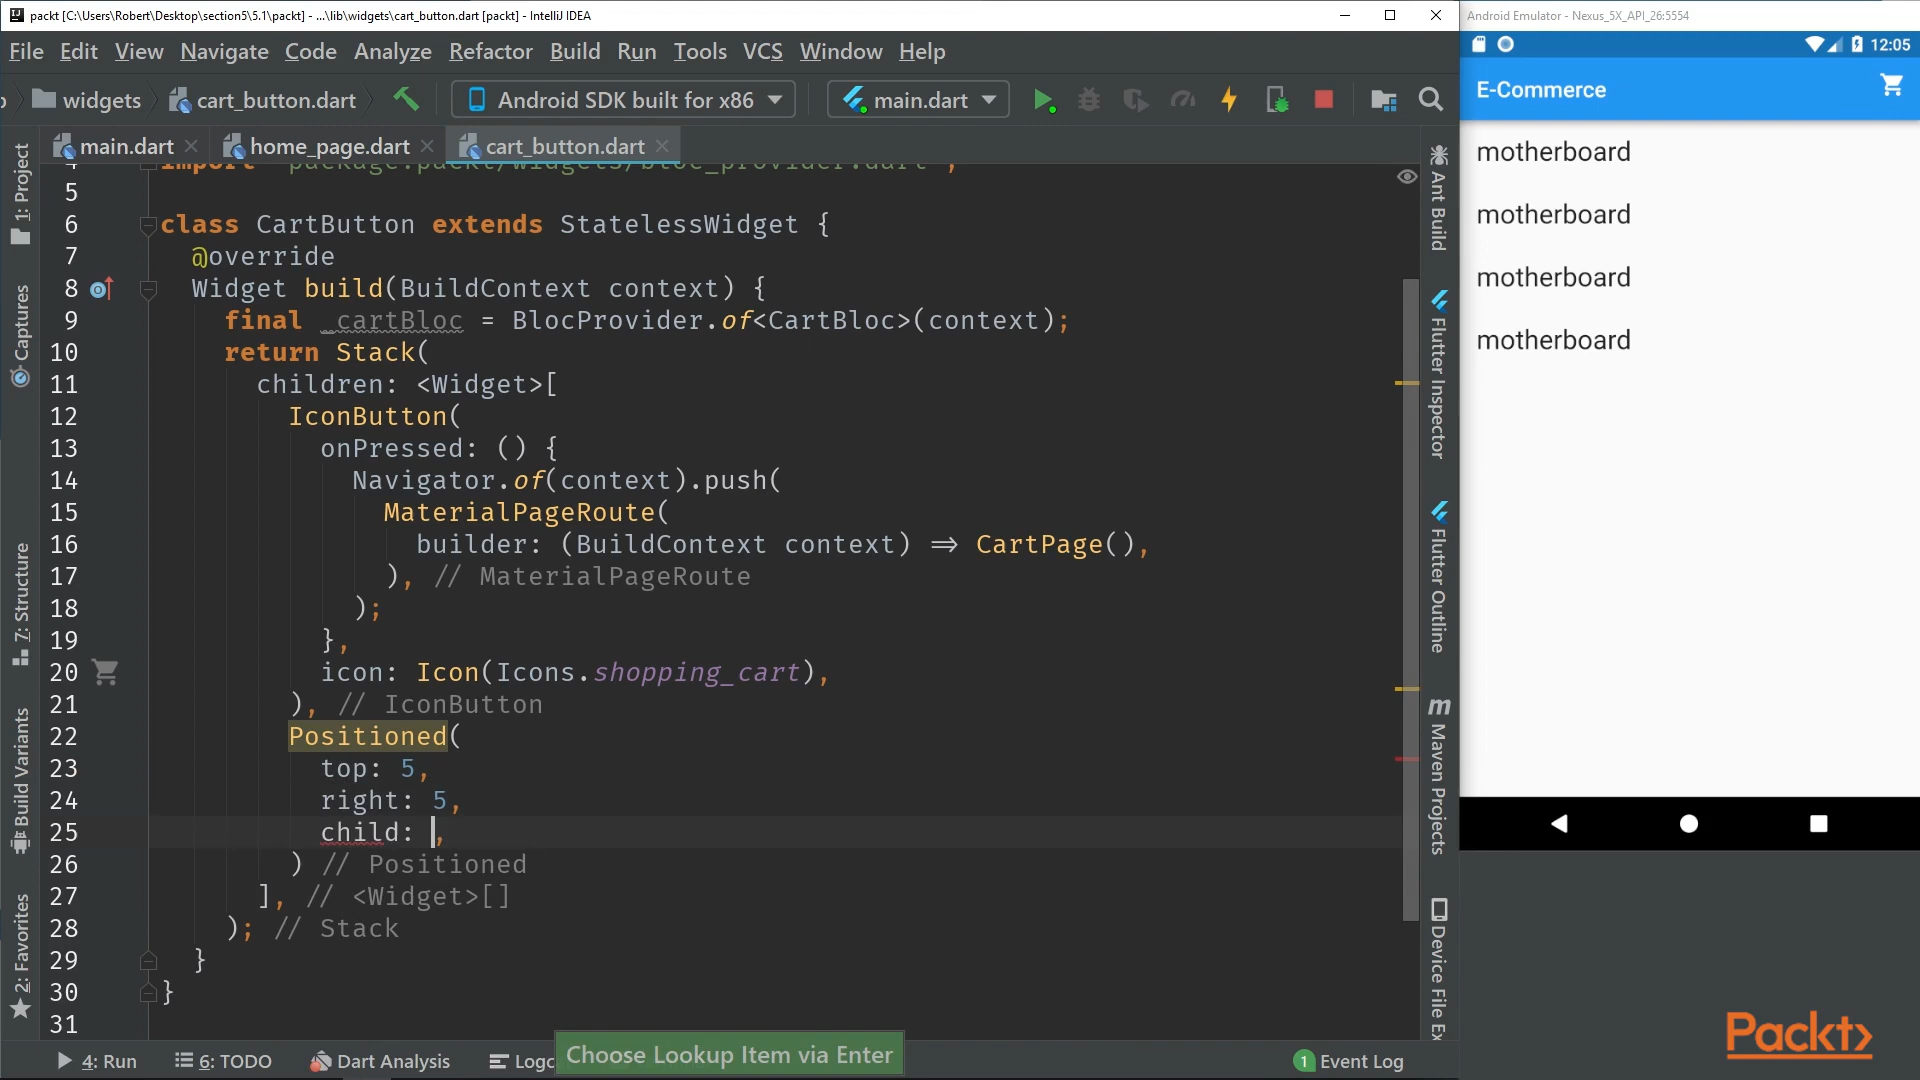 packt [C:\Users\Robert\Desktop\section5\5.1\packt] - ...\lib\widgets\cart_button.dart [packt] - IntelliJ IDEA
Android Emulator - Nexus_5X_API_26:5554
File Edit View Navigate Code Analyze Refactor Build Run Tools VCS Window Help
12:05
widgets cart_button.dart Android SDK built for x86 main.dart
E-Commerce
main.dart home_page.dart cart_button.dart
motherboard
motherboard
motherboard
motherboard
1: Project
Captures
7: Structure
Build Variants
2: Favorites
4 import 'package:packt/widgets/bloc_provider.dart';
5
6 class CartButton extends StatelessWidget {
7 @override
8 Widget build(BuildContext context) {
9 final _cartBloc = BlocProvider.of<CartBloc>(context);
10 return Stack(
11 children: <Widget>[
12 IconButton(
13 onPressed: () {
14 Navigator.of(context).push(
15 MaterialPageRoute(
16 builder: (BuildContext context) => CartPage(),
17 ), // MaterialPageRoute
18 );
19 },
20 icon: Icon(Icons.shopping_cart),
21 ), // IconButton
22 Positioned(
23 top: 5,
24 right: 5,
25 child: ,
26 ) // Positioned
27 ], // <Widget>[]
28 ); // Stack
29 }
30 }
31
Ant Build
Flutter Inspector
Flutter Outline
m Maven Projects
Device File Ex
4: Run 6: TODO Dart Analysis Logc
Choose Lookup Item via Enter
1 Event Log
Packt>